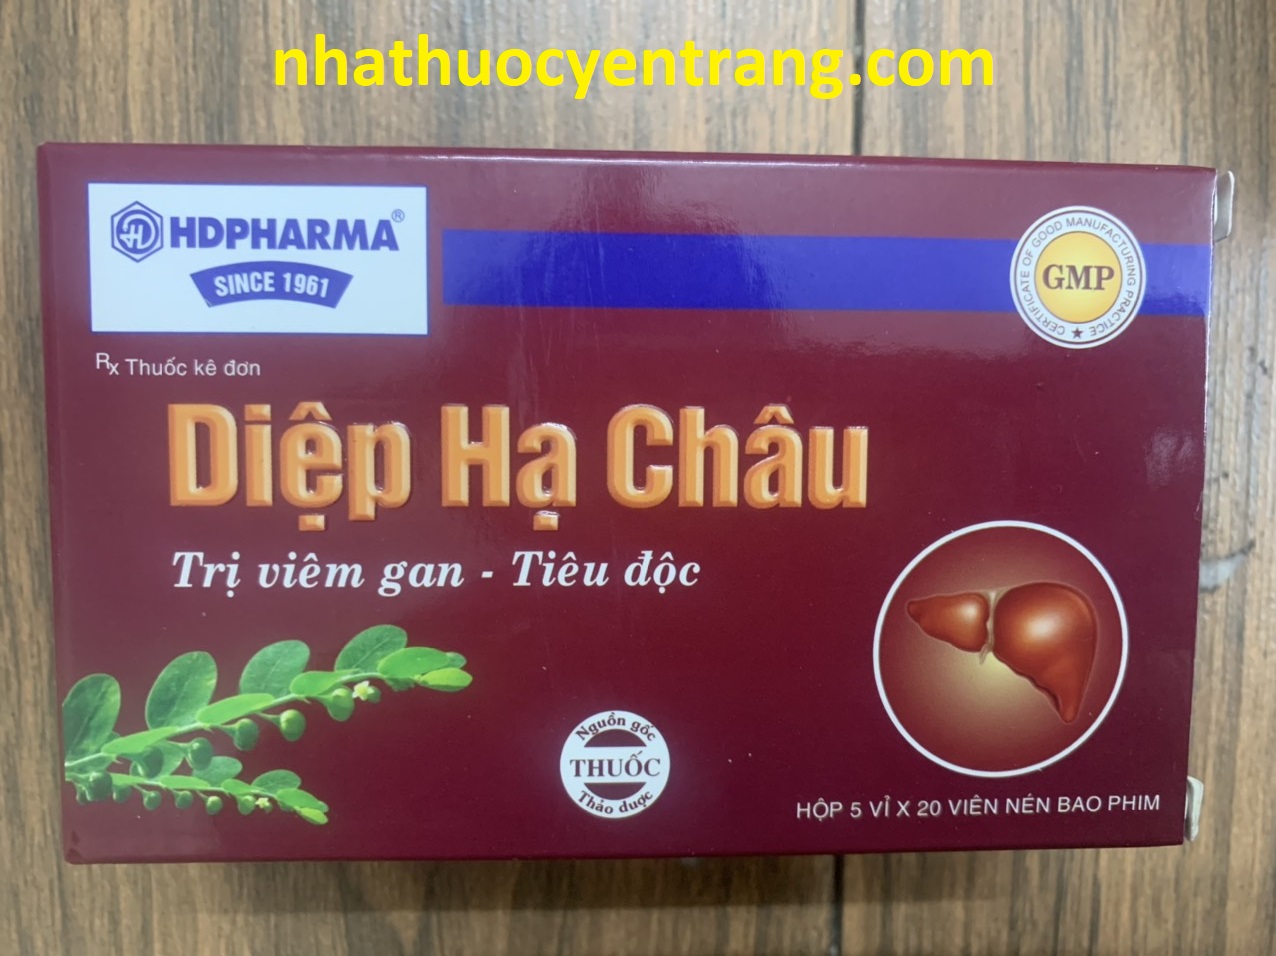 nhathuocyentrang.com
HDPHARMA®
SINCE 1961
CERTIFICATE OF GOOD MANUFACTURING PRACTICE ★
GMP
Rx Thuốc kê đơn
Diệp Hạ Châu
Trị viêm gan - Tiêu độc
Nguồn gốc
THUỐC
Thảo dược
HỘP 5 VỈ X 20 VIÊN NÉN BAO PHIM